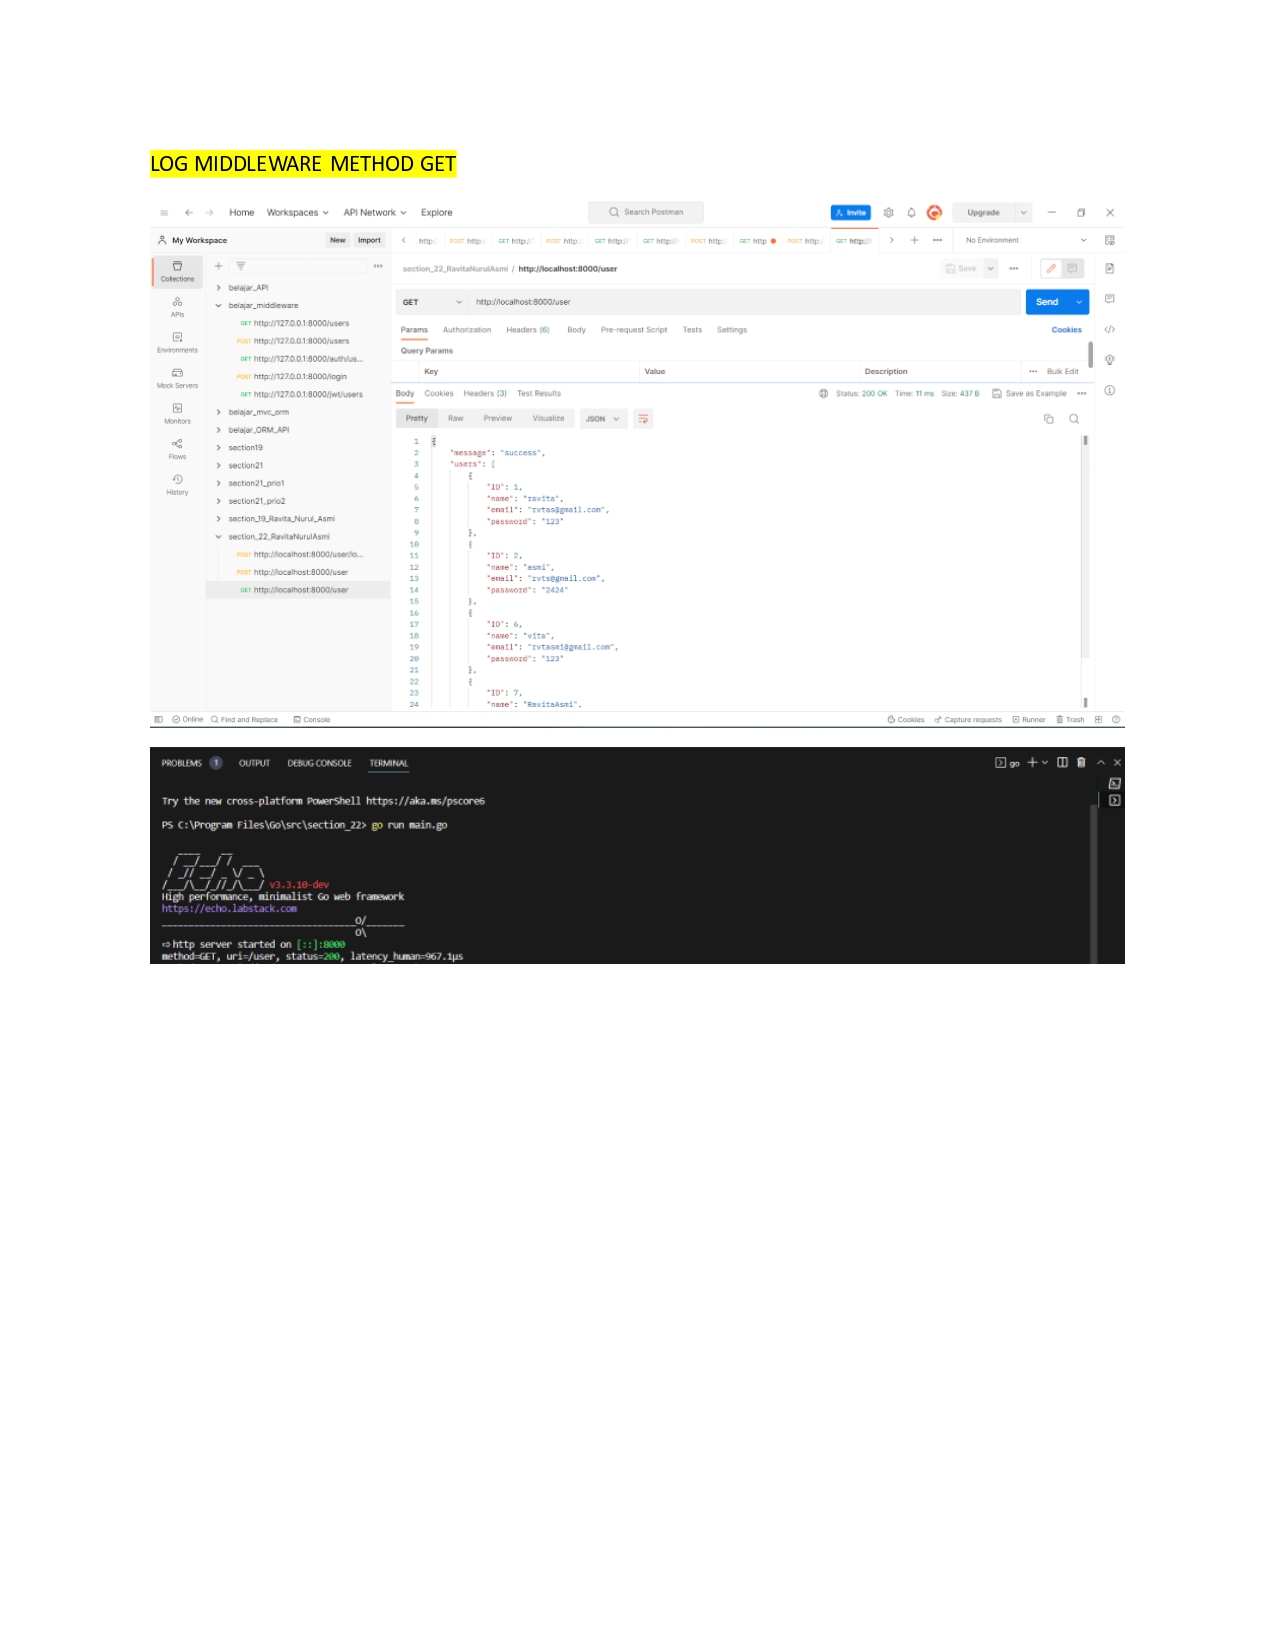 LOG MIDDLEWARE METHOD GET
Home Workspaces API Network Explore Search Postman Invite Upgrade
My Workspace New Import http:/ POST http:/ GET http:/ POST http: GET http:/ GET http:/ POST http: GET http POST http: GET http:/ No Environment
Collections
APIs
Environments
Mock Servers
Monitors
Flows
History
belajar_API
belajar_middleware
GET http://127.0.0.1:8000/users
POST http://127.0.0.1:8000/users
GET http://127.0.0.1:8000/auth/us...
POST http://127.0.0.1:8000/login
GET http://127.0.0.1:8000/jwt/users
belajar_mvc_orm
belajar_ORM_API
section19
section21
section21_prio1
section21_prio2
section_19_Ravita_Nurul_Asmi
section_22_RavitaNurulAsmi
POST http://localhost:8000/user/lo...
POST http://localhost:8000/user
GET http://localhost:8000/user
section_22_RavitaNurulAsmi / http://localhost:8000/user Save
GET http://localhost:8000/user Send
Params Authorization Headers (6) Body Pre-request Script Tests Settings Cookies
Query Params
Key Value Description Bulk Edit
Body Cookies Headers (3) Test Results Status: 200 OK Time: 11 ms Size: 437 B Save as Example
Pretty Raw Preview Visualize JSON
1 {
2 "message": "success",
3 "users": [
4 {
5 "ID": 1,
6 "name": "ravita",
7 "email": "rvtas@gmail.com",
8 "password": "123"
9 },
10 {
11 "ID": 2,
12 "name": "asmi",
13 "email": "rvts@gmail.com",
14 "password": "2424"
15 },
16 {
17 "ID": 6,
18 "name": "vita",
19 "email": "rvtasmi@gmail.com",
20 "password": "123"
21 },
22 {
23 "ID": 7,
24 "name": "RavitaAsmi",
Online Find and Replace Console Cookies Capture requests Runner Trash
PROBLEMS 1 OUTPUT DEBUG CONSOLE TERMINAL go
Try the new cross-platform PowerShell https://aka.ms/pscore6
PS C:\Program Files\Go\src\section_22> go run main.go
Echo v3.3.10-dev
High performance, minimalist Go web framework
https://echo.labstack.com
____________________________________O/_______
O\
⇨ http server started on [::]:8000
method=GET, uri=/user, status=200, latency_human=967.1µs